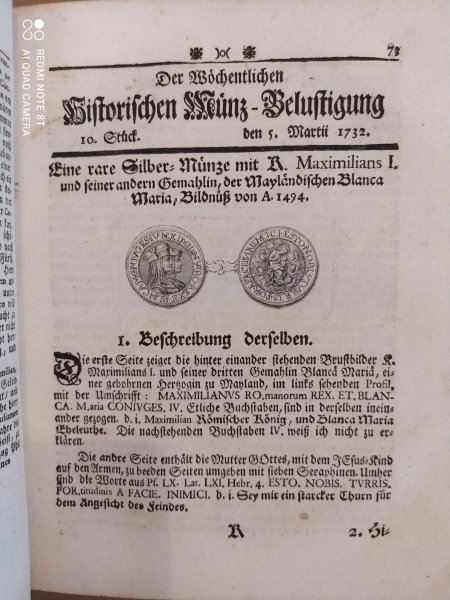 REDMI NOTE 8T
AI QUAD CAMERA
73
Der Wöchentlichen
Historischen Münz-Belustigung
10. Stück.
den 5. Martii 1732.
Eine rare Silber-Münze mit K. Maximilians I.
und seiner andern Gemahlin, der Mayländischen Blanca
Maria, Bildnüß von A. 1494.
1. Beschreibung derselben.
Die erste Seite zeiget die hinter einander stehenden Brustbilder K.
Maximilians I. und seiner dritten Gemahlin Blancä Mariä, ei-
ner gebohrnen Hertzogin zu Mayland, im lincks sehenden Profil,
mit der Umschrifft: MAXIMILIANVS RO.manorum REX. ET, BLAN-
CA. M.aria CONIVGES, IV. Etliche Buchstaben, sind in derselben inein-
ander gezogen. d. i. Maximilian Römischer König, und Blanca Maria
Eheleuthe. Die nachstehenden Buchstaben IV. weiß ich nicht zu er-
klären.
Die andre Seite enthält die Mutter GOttes, mit dem JEsus-Kind
auf den Armen, zu beeden Seiten umgeben mit sieben Seraphinen. Umher
sind die Worte aus Ps. LX. Lat. LXI, Hebr. 4. ESTO. NOBIS. TVRRIS.
FOR,titudinis A FACIE. INIMICI. d. i. Sey mir ein starcker Thurn für
dem Angesicht des Feindes.
K
2. Hi-